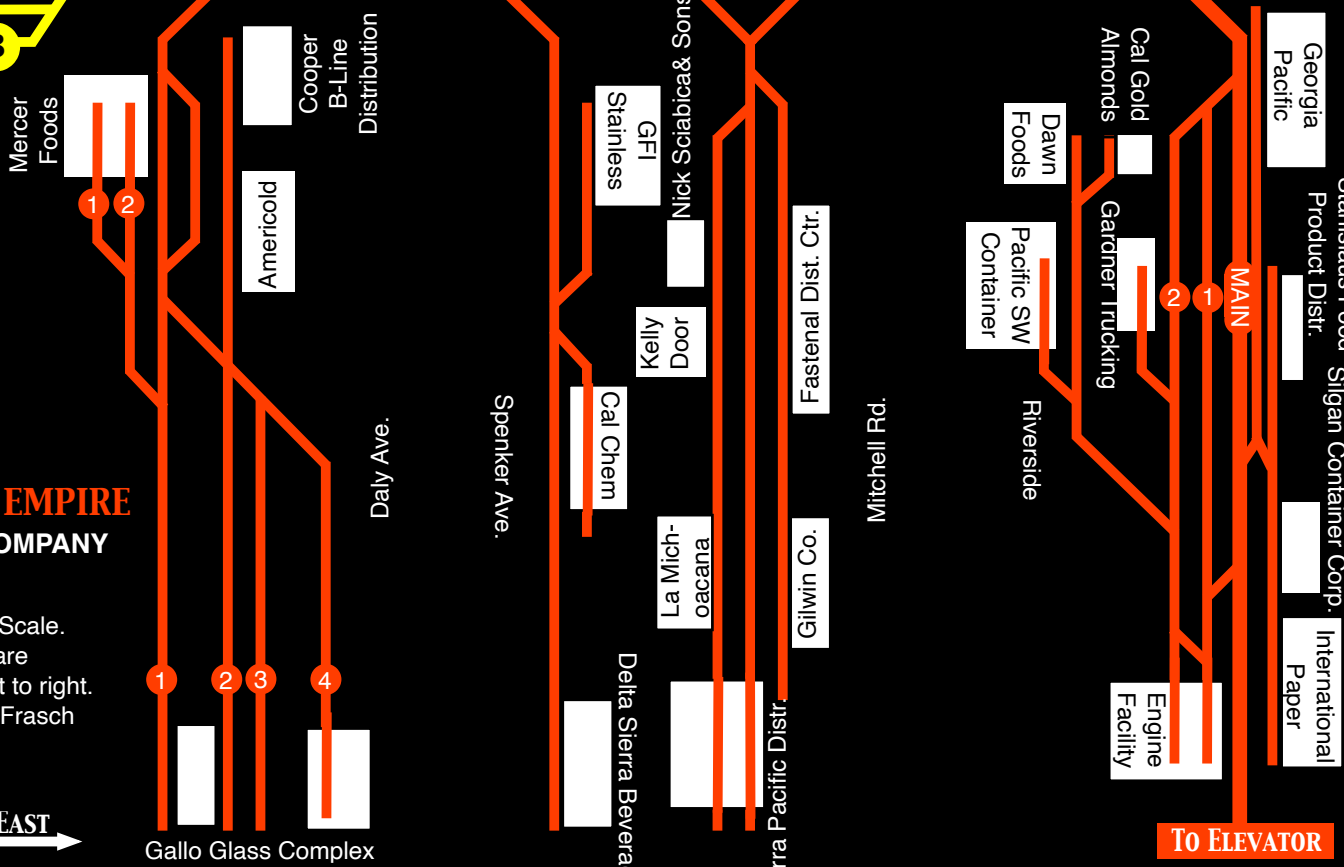 3
Mercer
Foods
1
2
Cooper
B-Line
Distribution
Americold
Daly Ave.
EMPIRE
OMPANY
Scale.
are
t to right.
Frasch
EAST
1
2
3
4
Gallo Glass Complex
Spenker Ave.
GFI
Stainless
Cal Chem
Nick Sciabica& Sons
Kelly
Door
La Mich-
oacana
Delta Sierra Bevera
Fastenal Dist. Ctr.
Gilwin Co.
rra Pacific Distr.
Mitchell Rd.
Cal Gold
Almonds
Dawn
Foods
Pacific SW
Container
Gardner Trucking
Riverside
2
1
MAIN
Georgia
Pacific
Product Distr.
Silgan Container Corp.
International
Paper
Engine
Facility
TO ELEVATOR